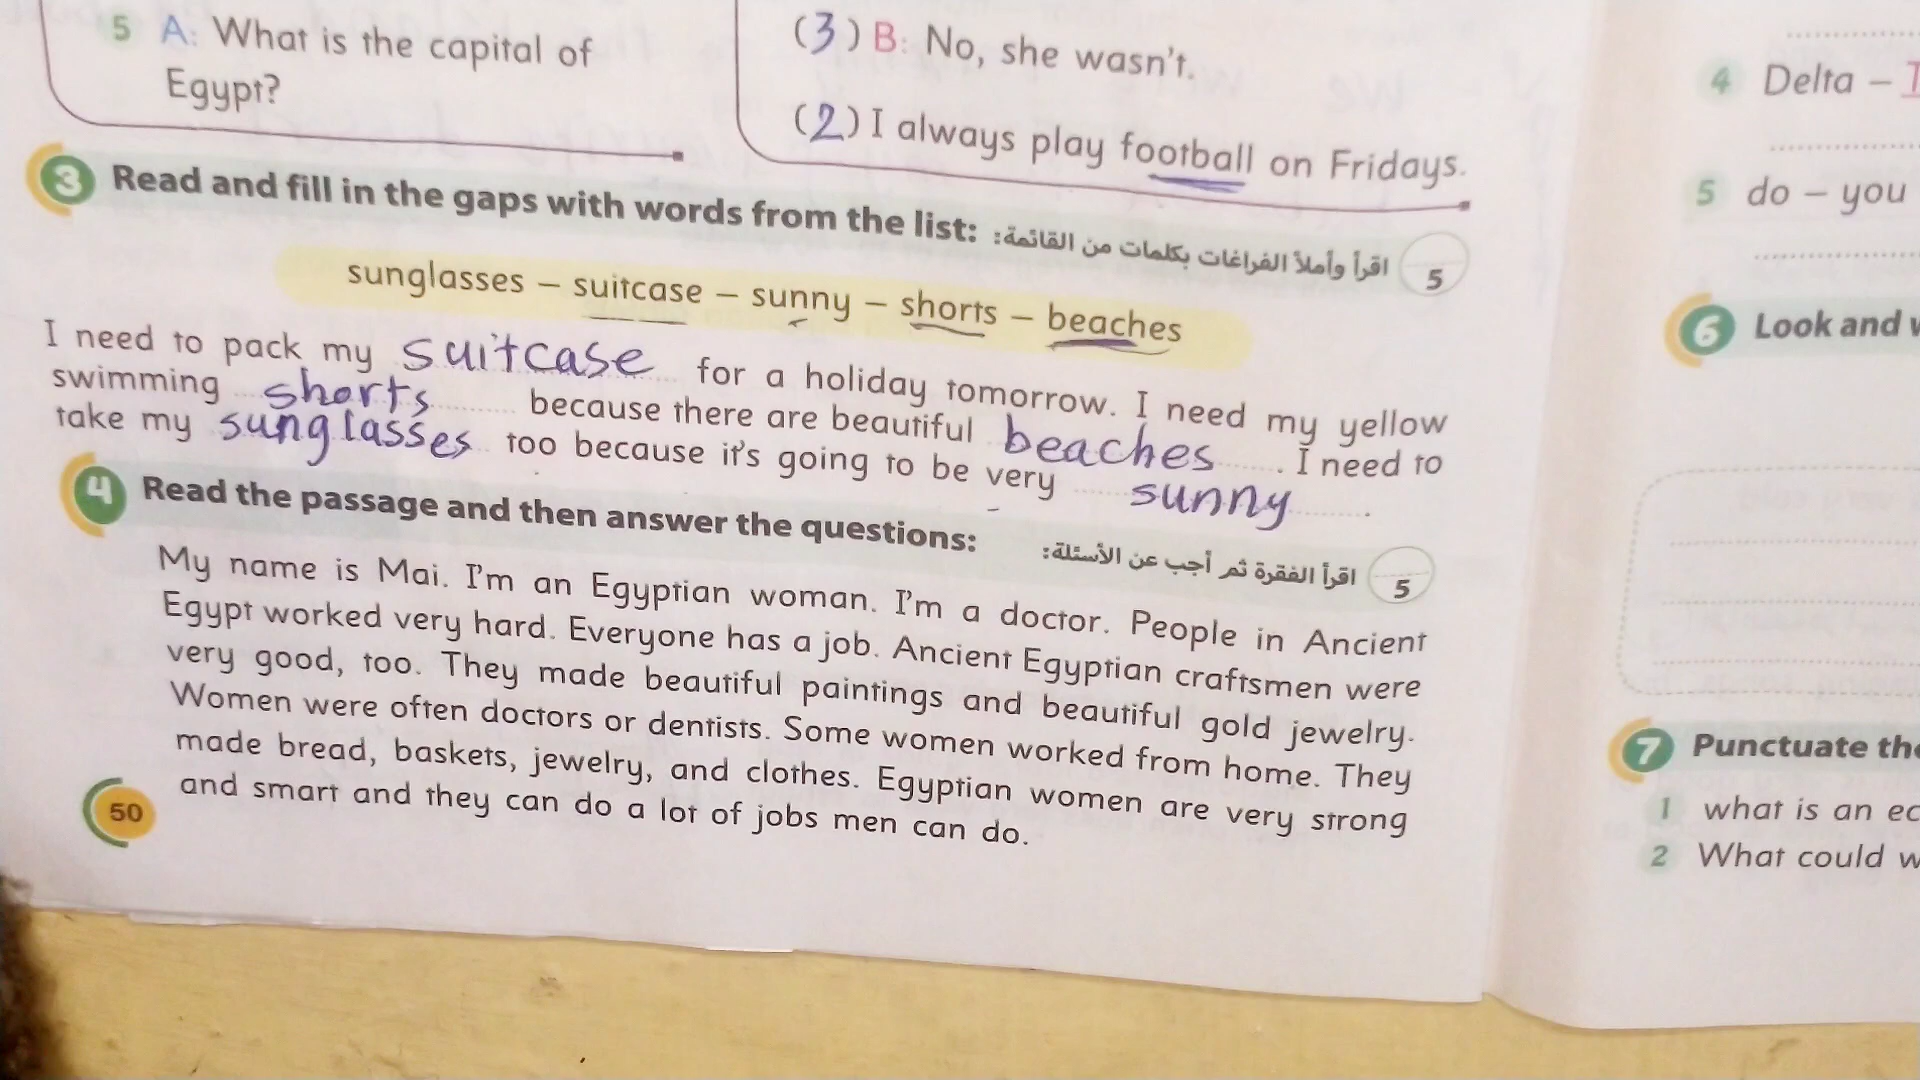 5 A: What is the capital of
Egypt?
(3) B: No, she wasn't.
(2) I always play football on Fridays.
3 Read and fill in the gaps with words from the list: اقرأ وأملأ الفراغات بكلمات من القائمة: 5
sunglasses – suitcase – sunny – shorts – beaches
I need to pack my suitcase for a holiday tomorrow. I need my yellow
swimming shorts because there are beautiful beaches . I need to
take my sunglasses too because it's going to be very sunny .
4 Read the passage and then answer the questions: اقرأ الفقرة ثم أجب عن الأسئلة: 5
My name is Mai. I'm an Egyptian woman. I'm a doctor. People in Ancient
Egypt worked very hard. Everyone has a job. Ancient Egyptian craftsmen were
very good, too. They made beautiful paintings and beautiful gold jewelry.
Women were often doctors or dentists. Some women worked from home. They
made bread, baskets, jewelry, and clothes. Egyptian women are very strong
and smart and they can do a lot of jobs men can do.
50
4 Delta –
5 do – you
6 Look and
7 Punctuate
1 what is an
2 What could